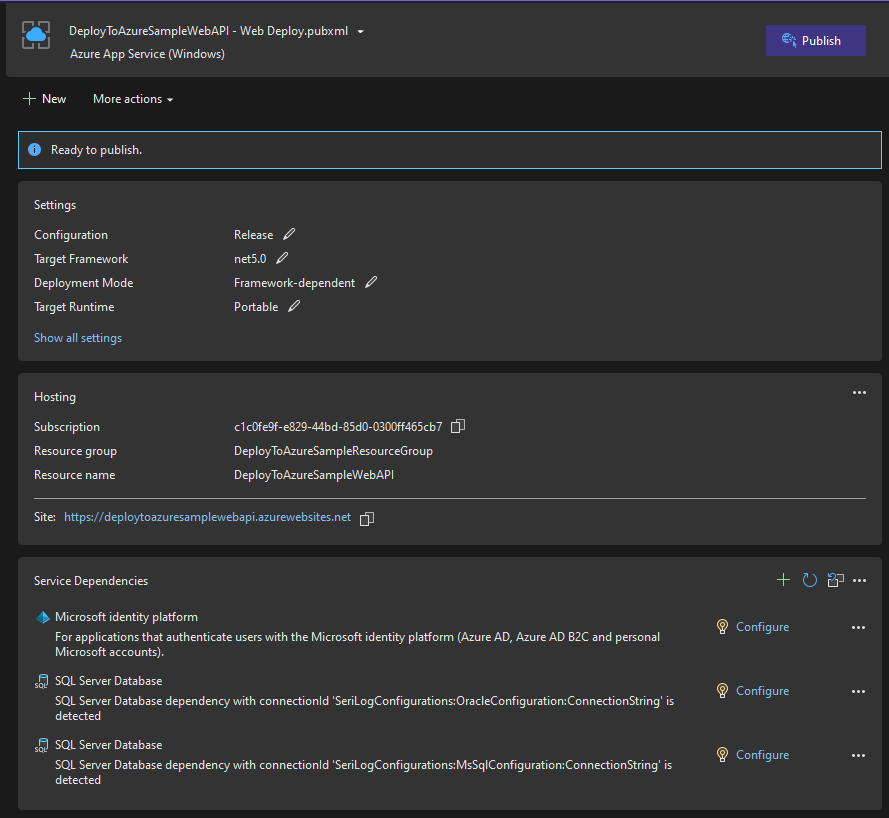 DeployToAzureSampleWebAPI - Web Deploy.pubxml
Azure App Service (Windows)
Publish
New
More actions
Ready to publish.
Settings
Configuration Release
Target Framework net5.0
Deployment Mode Framework-dependent
Target Runtime Portable
Show all settings
Hosting
Subscription c1c0fe9f-e829-44bd-85d0-0300ff465cb7
Resource group DeployToAzureSampleResourceGroup
Resource name DeployToAzureSampleWebAPI
Site: https://deploytoazuresamplewebapi.azurewebsites.net
Service Dependencies
Microsoft identity platform
For applications that authenticate users with the Microsoft identity platform (Azure AD, Azure AD B2C and personal
Microsoft accounts).
Configure
SQL
SQL Server Database
SQL Server Database dependency with connectionId 'SeriLogConfigurations:OracleConfiguration:ConnectionString' is
detected
Configure
SQL
SQL Server Database
SQL Server Database dependency with connectionId 'SeriLogConfigurations:MsSqlConfiguration:ConnectionString' is
detected
Configure